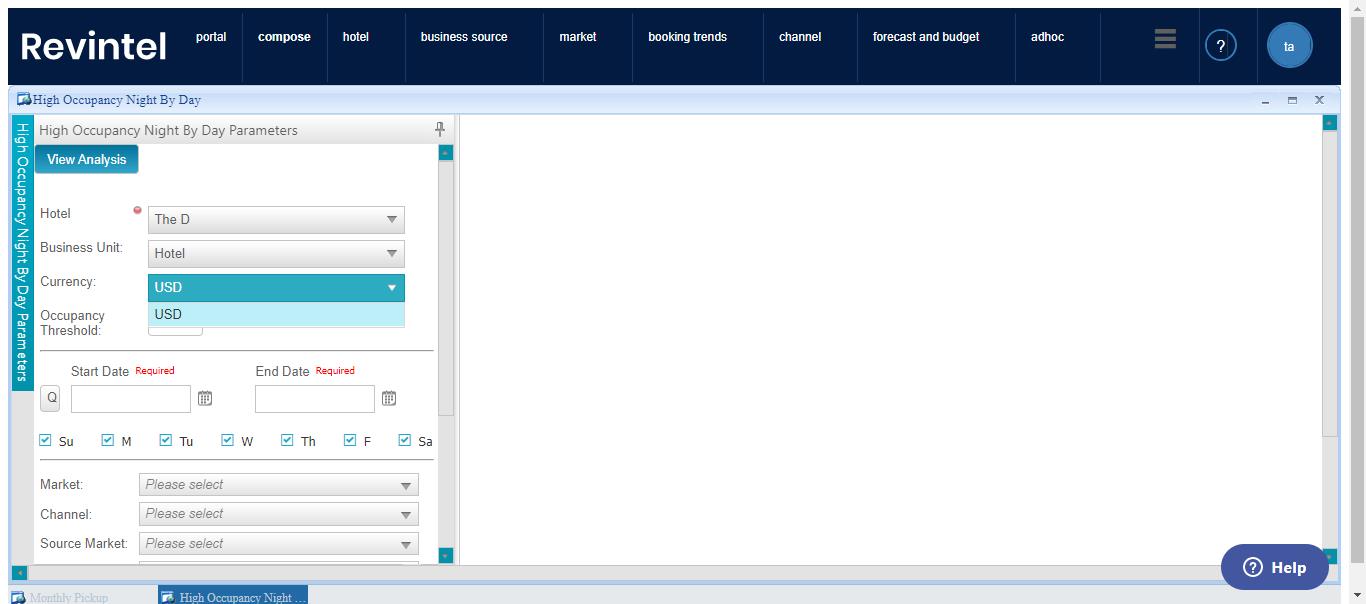 Revintel portal compose hotel business source market booking trends channel forecast and budget adhoc ? ta
High Occupancy Night By Day
High Occupancy Night By Day Parameters
High Occupancy Night By Day Parameters
View Analysis
Hotel The D
Business Unit: Hotel
Currency: USD
USD
Occupancy
Threshold:
Start Date Required End Date Required
Q
Su M Tu W Th F Sa
Market: Please select
Channel: Please select
Source Market: Please select
? Help
Monthly Pickup High Occupancy Night ...